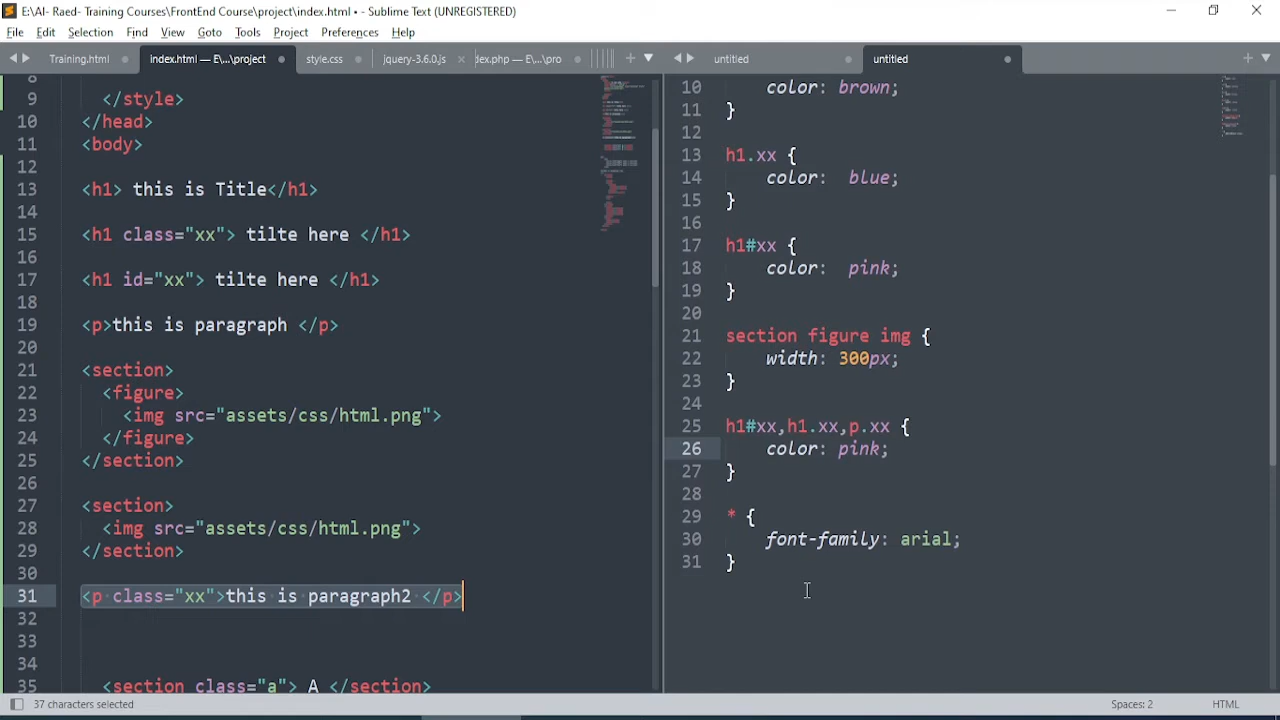 E:\AI- Raed- Training Courses\FrontEnd Course\project\index.html • - Sublime Text (UNREGISTERED)
File Edit Selection Find View Goto Tools Project Preferences Help
Training.html index.html — E\...\project style.css jquery-3.6.0.js dex.php — E\...\pro
8
9 </style>
10 </head>
11 <body>
12
13 <h1> this is Title</h1>
14
15 <h1 class="xx"> tilte here </h1>
16
17 <h1 id="xx"> tilte here </h1>
18
19 <p>this is paragraph </p>
20
21 <section>
22 <figure>
23 <img src="assets/css/html.png">
24 </figure>
25 </section>
26
27 <section>
28 <img src="assets/css/html.png">
29 </section>
30
31 <p class="xx">this is paragraph2 </p>
32
33
34
35 <section class="a"> A </section>
untitled untitled
10 color: brown;
11 }
12
13 h1.xx {
14 color: blue;
15 }
16
17 h1#xx {
18 color: pink;
19 }
20
21 section figure img {
22 width: 300px;
23 }
24
25 h1#xx,h1.xx,p.xx {
26 color: pink;
27 }
28
29 * {
30 font-family: arial;
31 }
37 characters selected
Spaces: 2 HTML